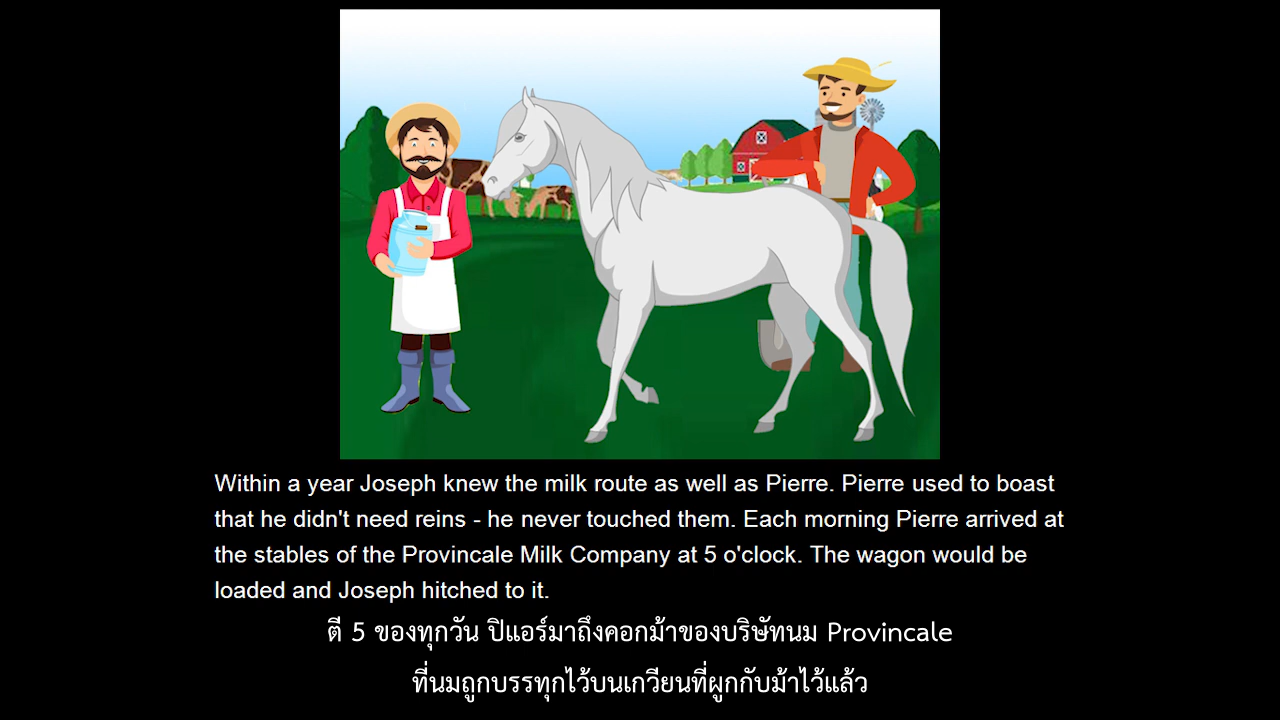 Within a year Joseph knew the milk route as well as Pierre. Pierre used to boast
that he didn't need reins - he never touched them. Each morning Pierre arrived at
the stables of the Provincale Milk Company at 5 o'clock. The wagon would be
loaded and Joseph hitched to it.
ตี 5 ของทุกวัน ปิแอร์มาถึงคอกม้าของบริษัทนม Provincale
ที่นมถูกบรรทุกไว้บนเกวียนที่ผูกกับม้าไว้แล้ว